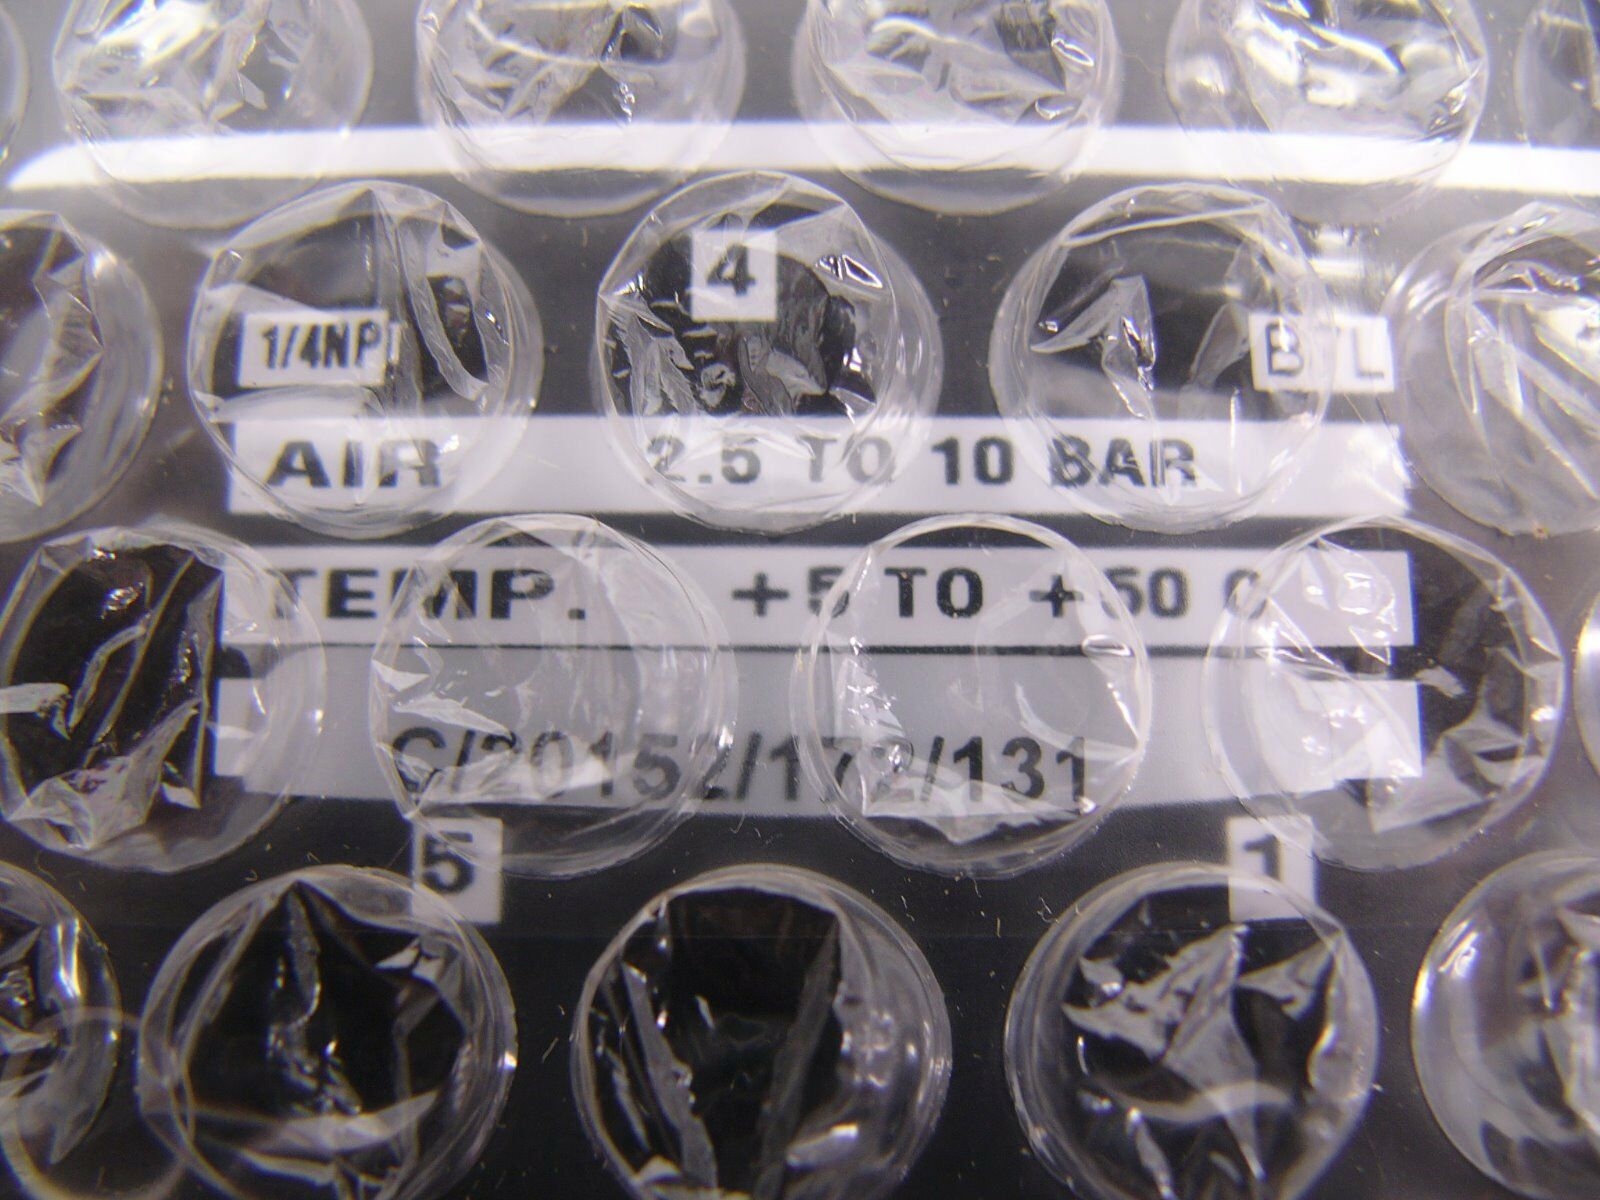 4
1/4NPT
AIR 2.5 TO 10 BAR
TEMP. +5 TO +50 C
C/20152/172/131
5 1